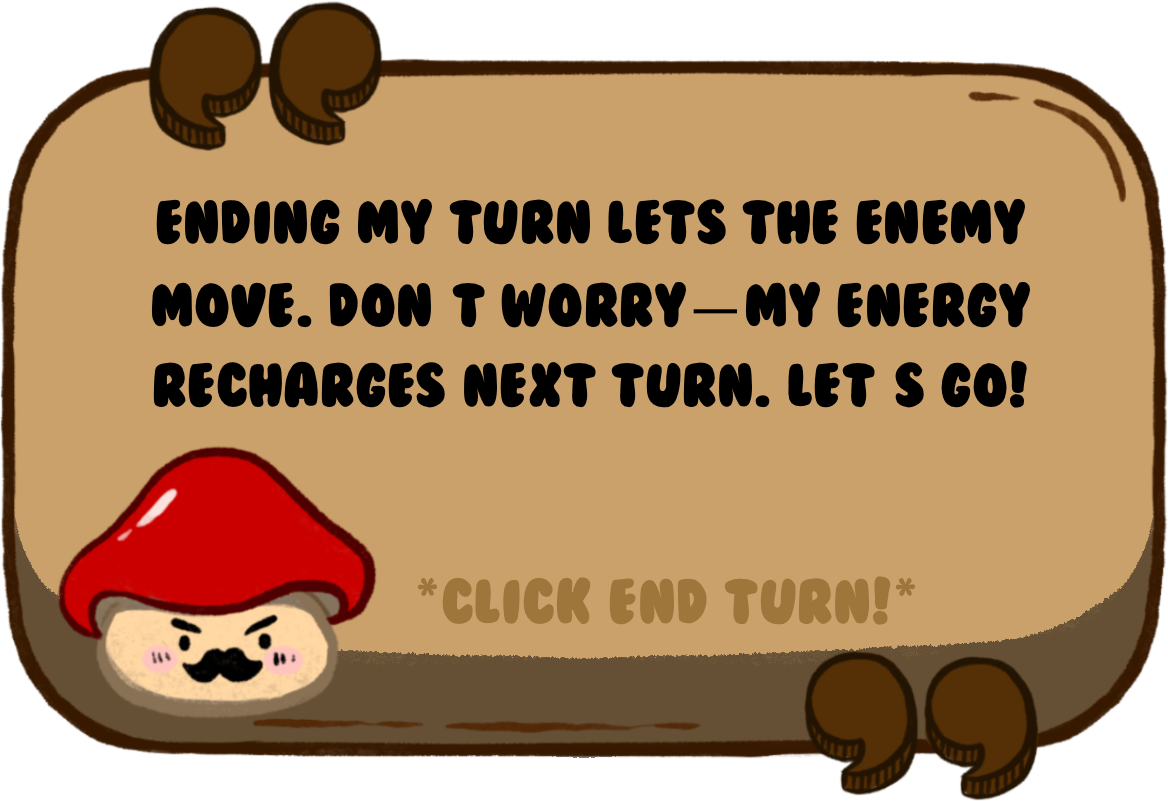 ENDING MY TURN LETS THE ENEMY
MOVE. DON T WORRY—MY ENERGY
RECHARGES NEXT TURN. LET S GO!
*CLICK END TURN!*